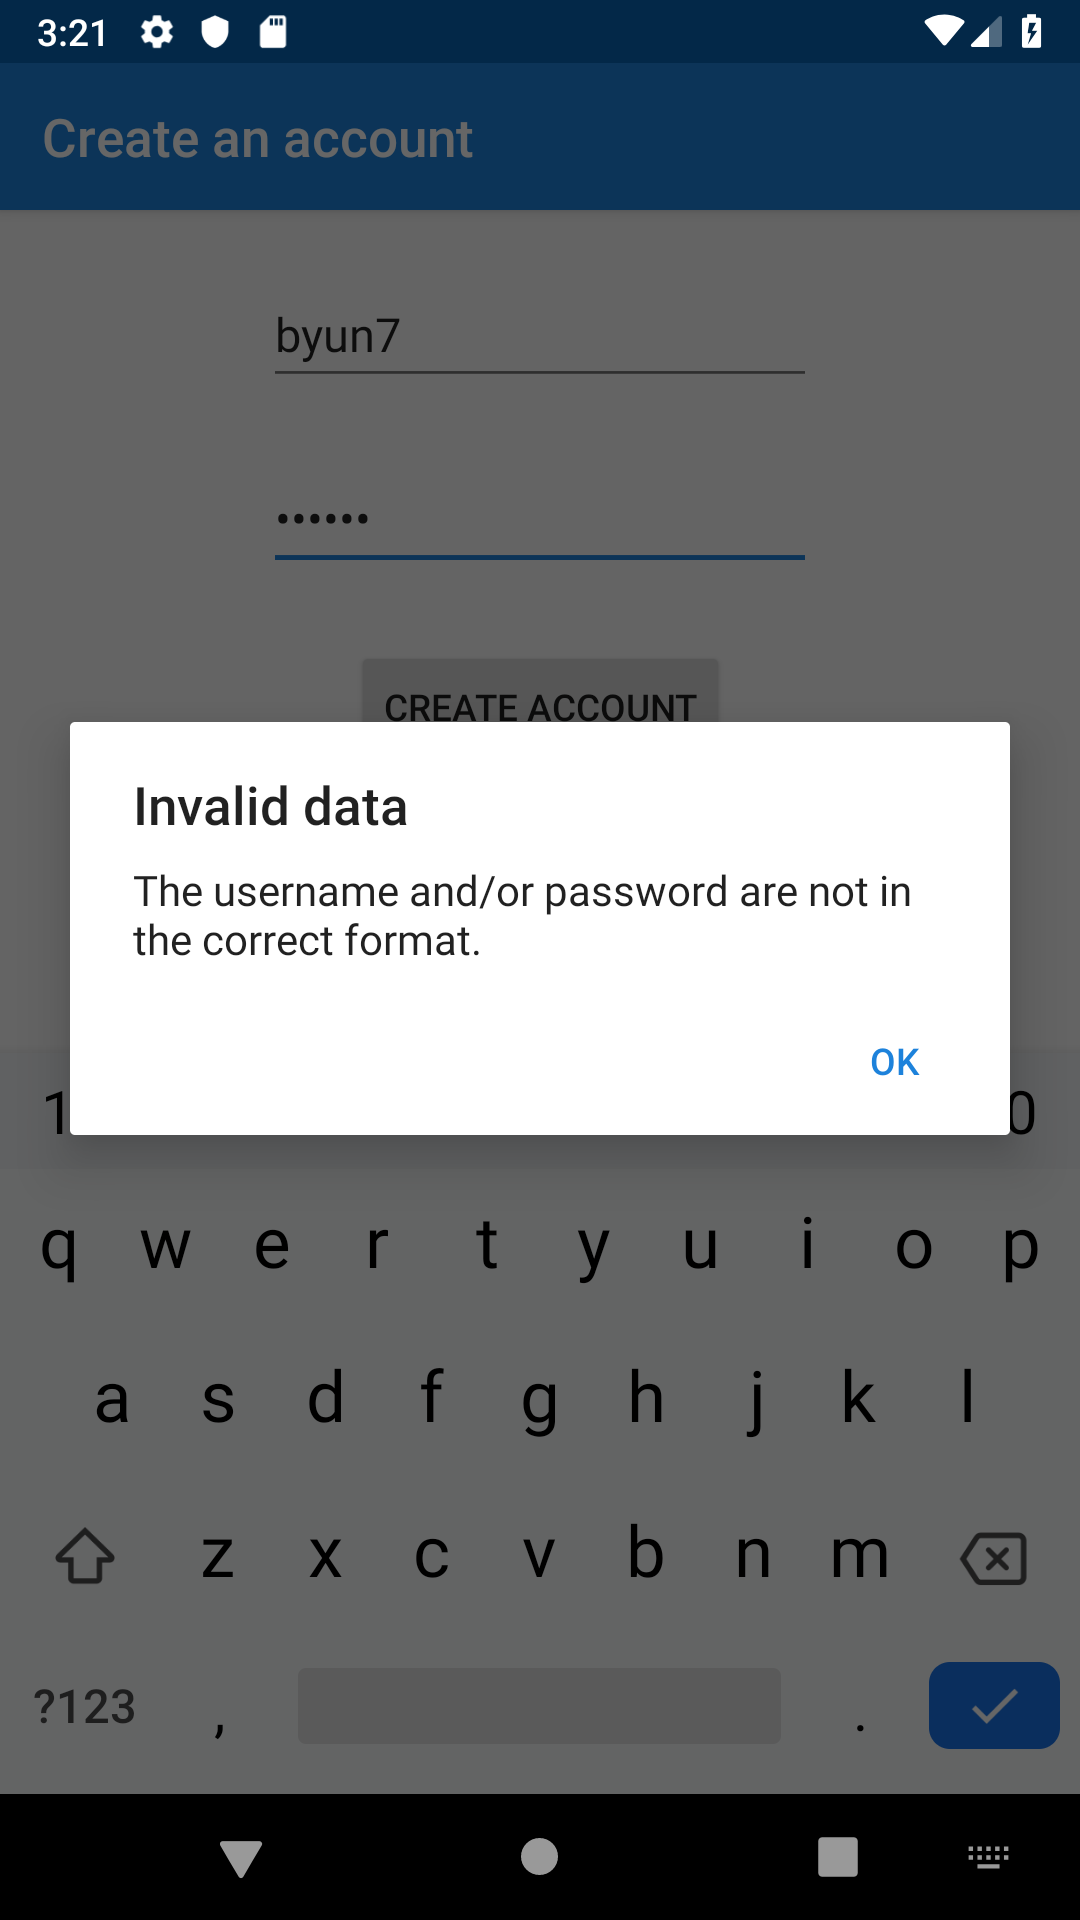 3:21
Create an account
byun7
••••••
CREATE ACCOUNT
Invalid data
The username and/or password are not in
the correct format.
OK
1 0
q w e r t y u i o p
a s d f g h j k l
z x c v b n m
?123 , .